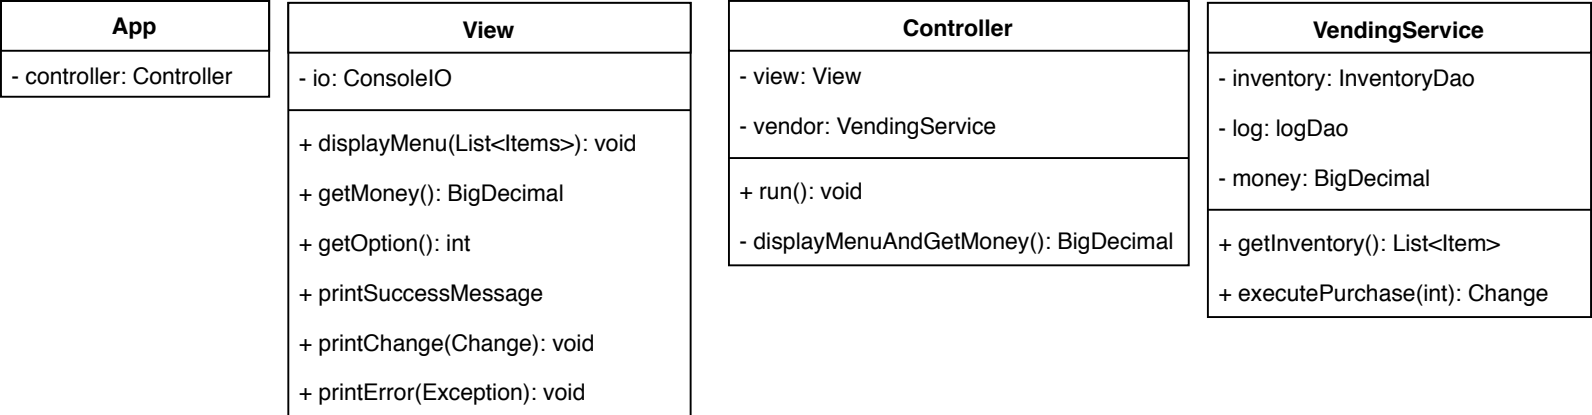 App
- controller: Controller
View
- io: ConsoleIO
+ displayMenu(List<Items>): void
+ getMoney(): BigDecimal
+ getOption(): int
+ printSuccessMessage
+ printChange(Change): void
+ printError(Exception): void
Controller
- view: View
- vendor: VendingService
+ run(): void
- displayMenuAndGetMoney(): BigDecimal
VendingService
- inventory: InventoryDao
- log: logDao
- money: BigDecimal
+ getInventory(): List<Item>
+ executePurchase(int): Change